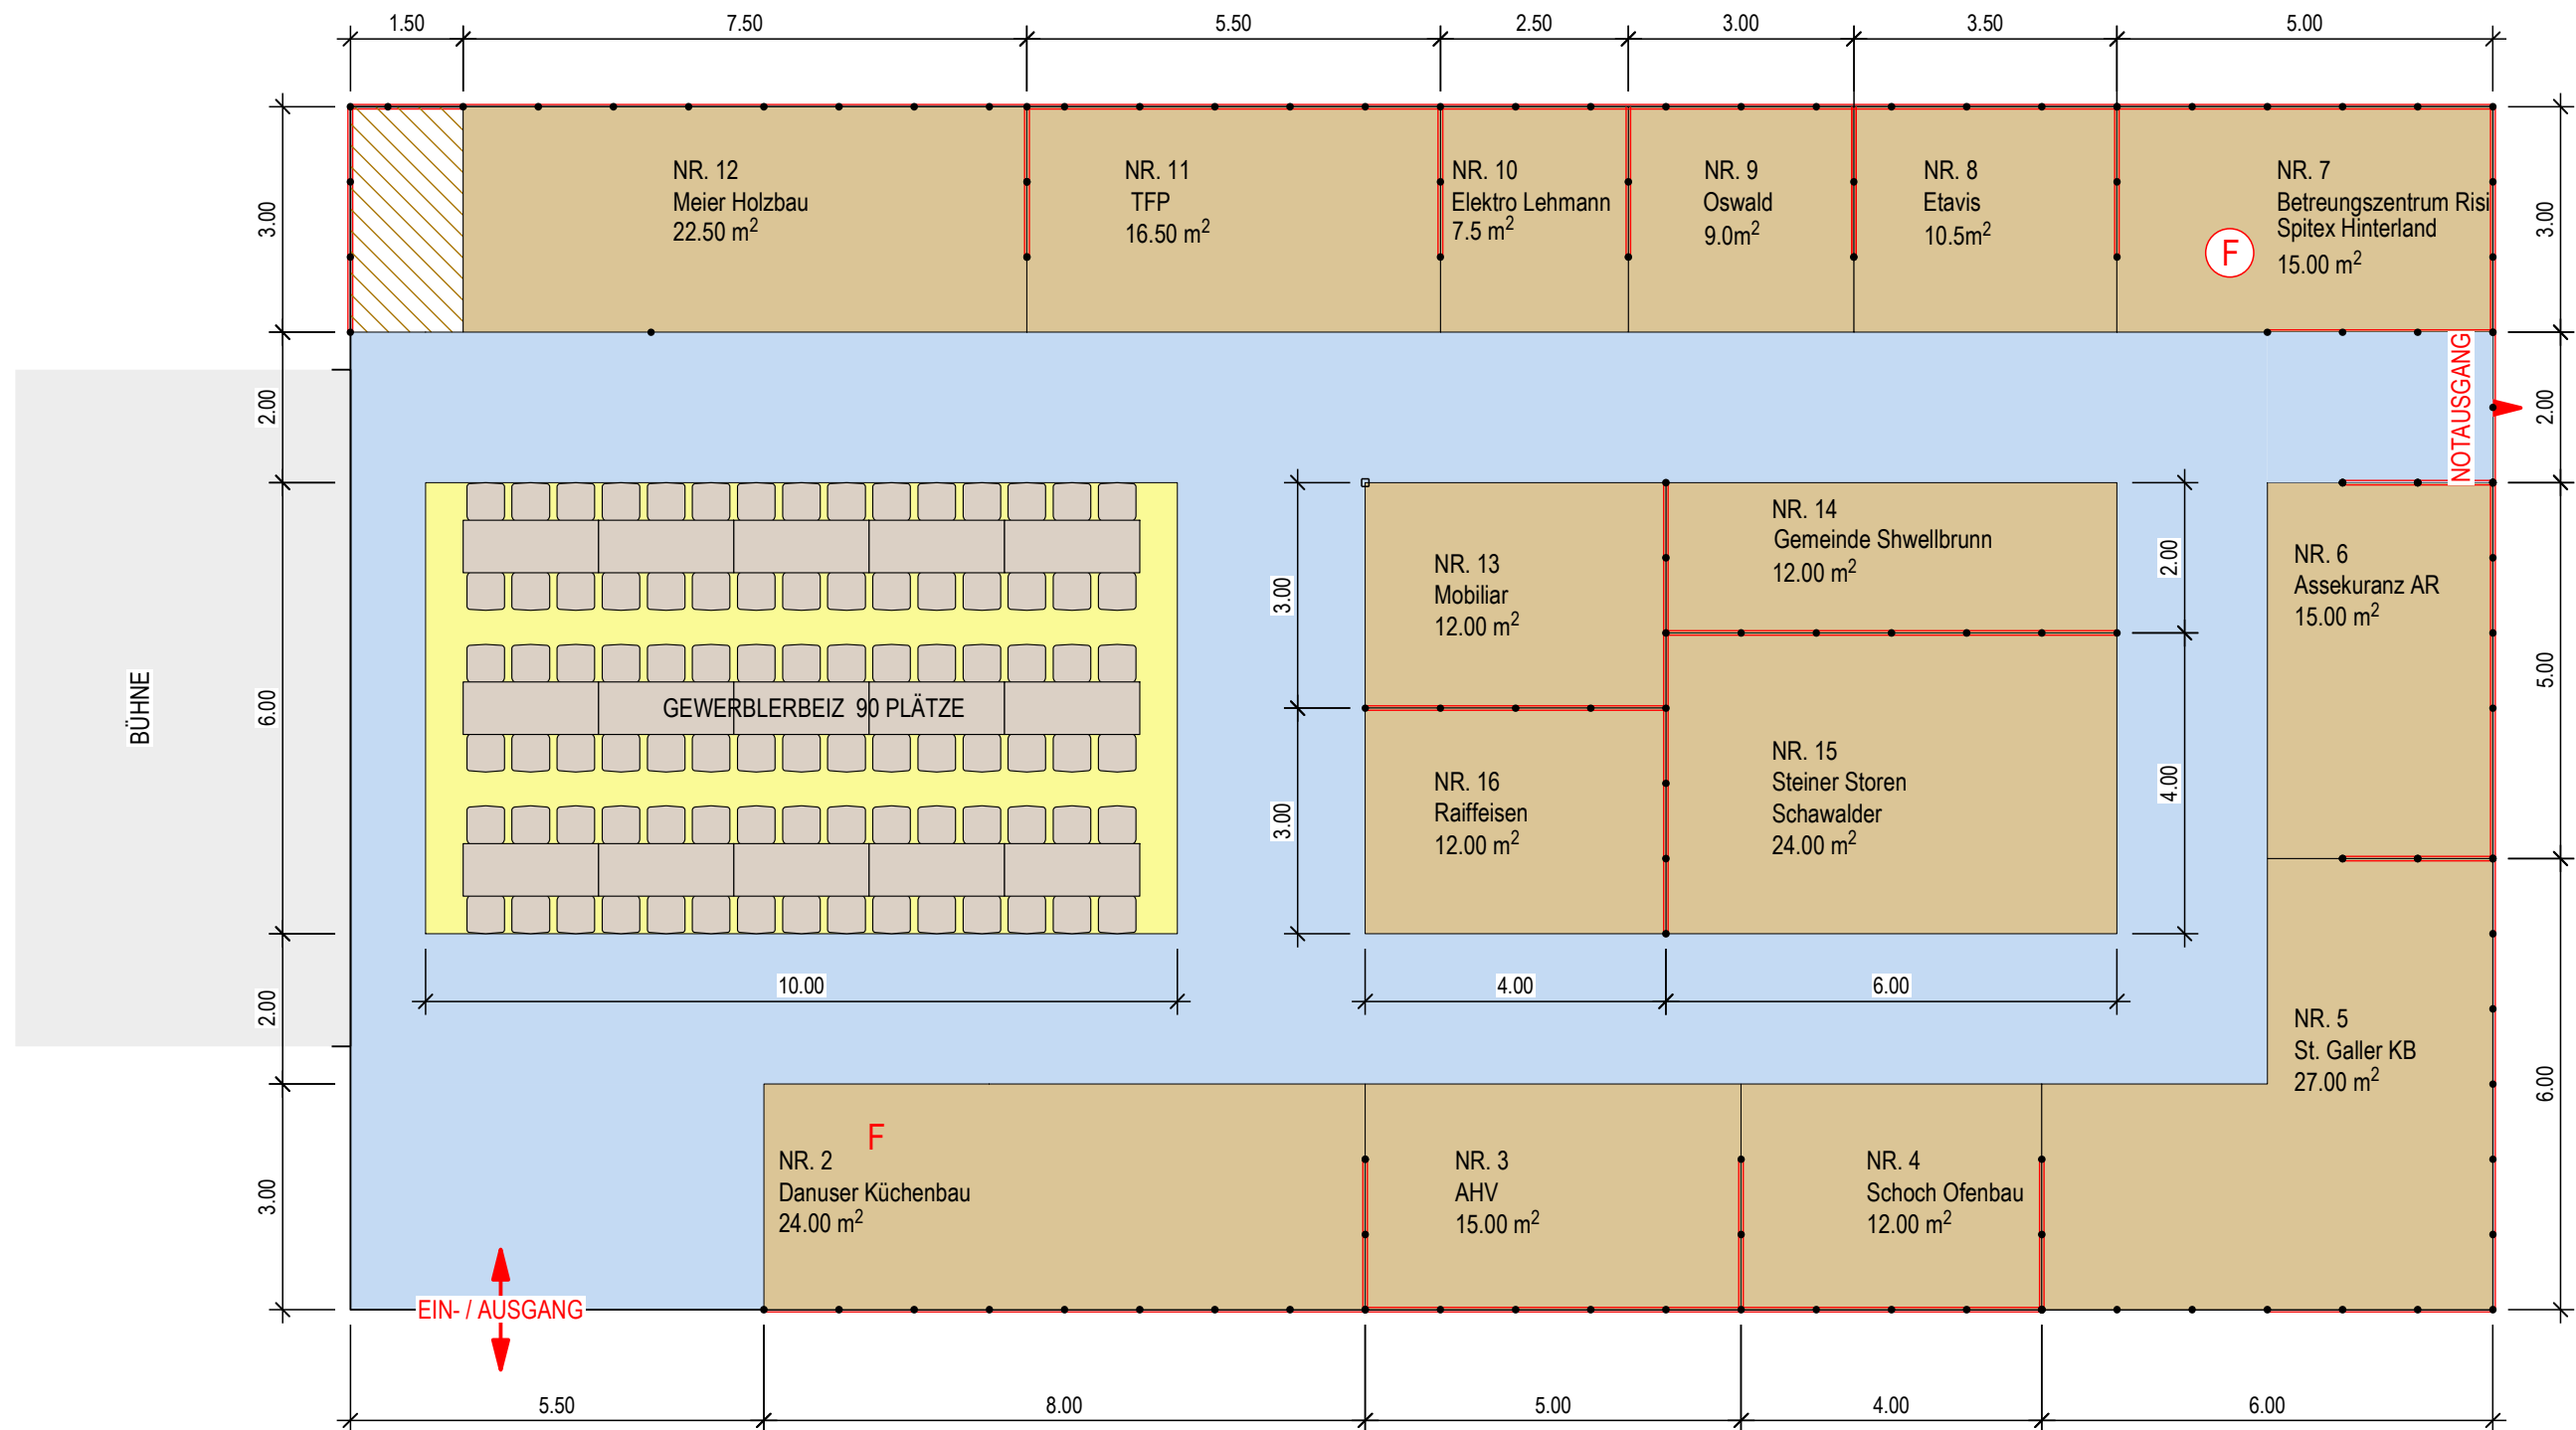 1.50 7.50 5.50 2.50 3.00 3.50 5.00
NR. 12
Meier Holzbau
22.50 m²
NR. 11
TFP
16.50 m²
NR. 10
Elektro Lehmann
7.5 m²
NR. 9
Oswald
9.0m²
NR. 8
Etavis
10.5m²
NR. 7
Betreungszentrum Risi
Spitex Hinterland
15.00 m²
F
3.00
3.00
2.00
NOTAUSGANG
2.00
BÜHNE
6.00
GEWERBLERBEIZ 90 PLÄTZE
10.00
3.00
3.00
NR. 13
Mobiliar
12.00 m²
NR. 14
Gemeinde Shwellbrunn
12.00 m²
NR. 16
Raiffeisen
12.00 m²
NR. 15
Steiner Storen
Schawalder
24.00 m²
2.00
4.00
4.00 6.00
NR. 6
Assekuranz AR
15.00 m²
5.00
NR. 5
St. Galler KB
27.00 m²
6.00
2.00
3.00
F
NR. 2
Danuser Küchenbau
24.00 m²
NR. 3
AHV
15.00 m²
NR. 4
Schoch Ofenbau
12.00 m²
EIN- / AUSGANG
5.50 8.00 5.00 4.00 6.00